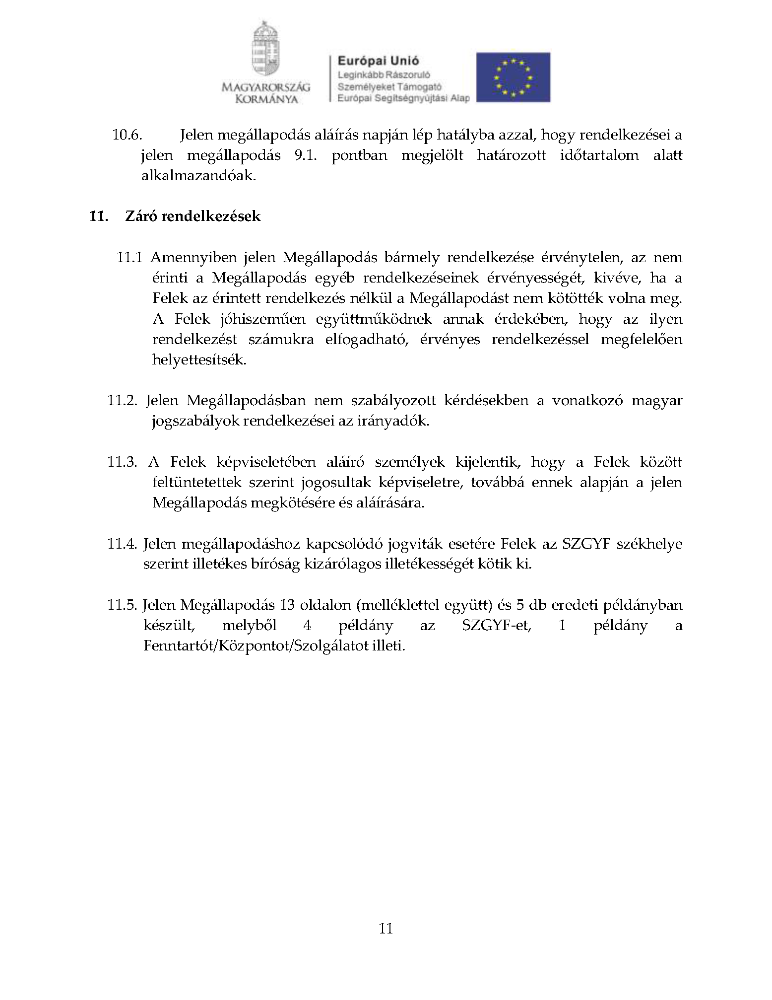 MAGYARORSZÁG
KORMÁNYA
Európai Unió
Leginkább Rászoruló
Személyeket Támogató
Európai Segítségnyújtási Alap
10.6. Jelen megállapodás aláírás napján lép hatályba azzal, hogy rendelkezései a
jelen megállapodás 9.1. pontban megjelölt határozott időtartalom alatt
alkalmazandóak.
11. Záró rendelkezések
11.1 Amennyiben jelen Megállapodás bármely rendelkezése érvénytelen, az nem
érinti a Megállapodás egyéb rendelkezéseinek érvényességét, kivéve, ha a
Felek az érintett rendelkezés nélkül a Megállapodást nem kötötték volna meg.
A Felek jóhiszeműen együttműködnek annak érdekében, hogy az ilyen
rendelkezést számukra elfogadható, érvényes rendelkezéssel megfelelően
helyettesítsék.
11.2. Jelen Megállapodásban nem szabályozott kérdésekben a vonatkozó magyar
jogszabályok rendelkezései az irányadók.
11.3. A Felek képviseletében aláíró személyek kijelentik, hogy a Felek között
feltüntetettek szerint jogosultak képviseletre, továbbá ennek alapján a jelen
Megállapodás megkötésére és aláírására.
11.4. Jelen megállapodáshoz kapcsolódó jogviták esetére Felek az SZGYF székhelye
szerint illetékes bíróság kizárólagos illetékességét kötik ki.
11.5. Jelen Megállapodás 13 oldalon (melléklettel együtt) és 5 db eredeti példányban
készült, melyből 4 példány az SZGYF-et, 1 példány a
Fenntartót/Központot/Szolgálatot illeti.
11